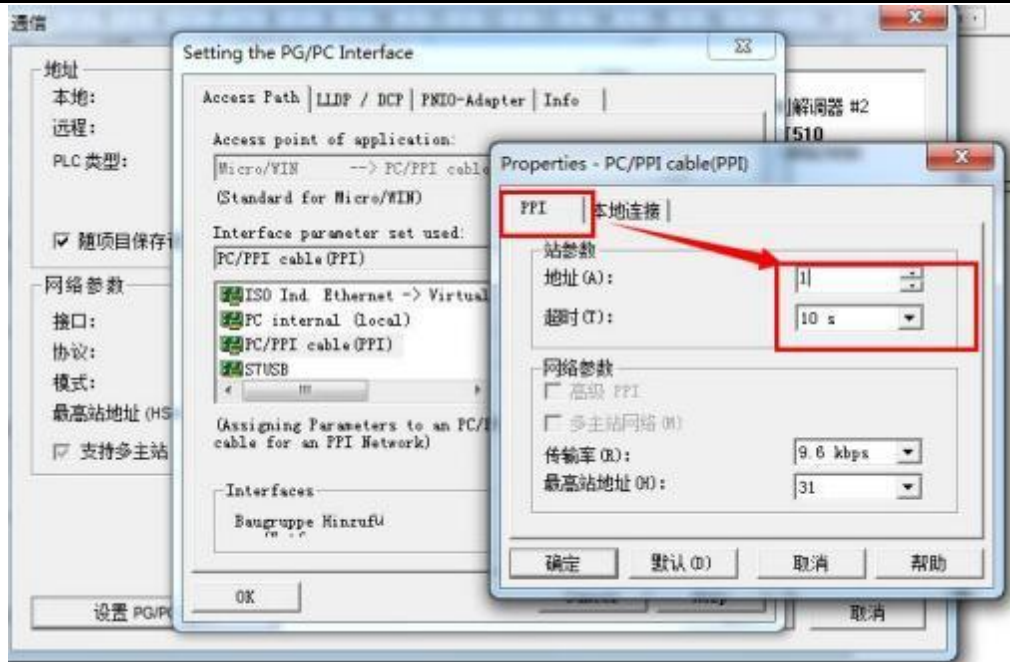 通信
地址
本地:
远程:
PLC 类型:
随项目保存
网络参数
接口:
协议:
模式:
最高站地址 (HS
支持多主站
设置 PG/P
取消
解调器 #2
510
Setting the PG/PC Interface
Access Path
LLDP / DCP
PNIO-Adapter
Info
Access point of application:
Micro/WIN --> PC/PPI cable
(Standard for Micro/WIN)
Interface parameter set used:
PC/PPI cable(PPI)
ISO Ind. Ethernet -> Virtual
PC internal (local)
PC/PPI cable(PPI)
STUSB
(Assigning Parameters to an PC/
cable for an PPI Network)
Interfaces
Baugruppe Hinzufü
OK
Properties - PC/PPI cable(PPI)
PPI
本地连接
站参数
地址(A):
1
超时(T):
10 s
网络参数
高级 PPI
多主站网络(M)
传输率(R):
9.6 kbps
最高站地址(H):
31
确定
默认(D)
取消
帮助